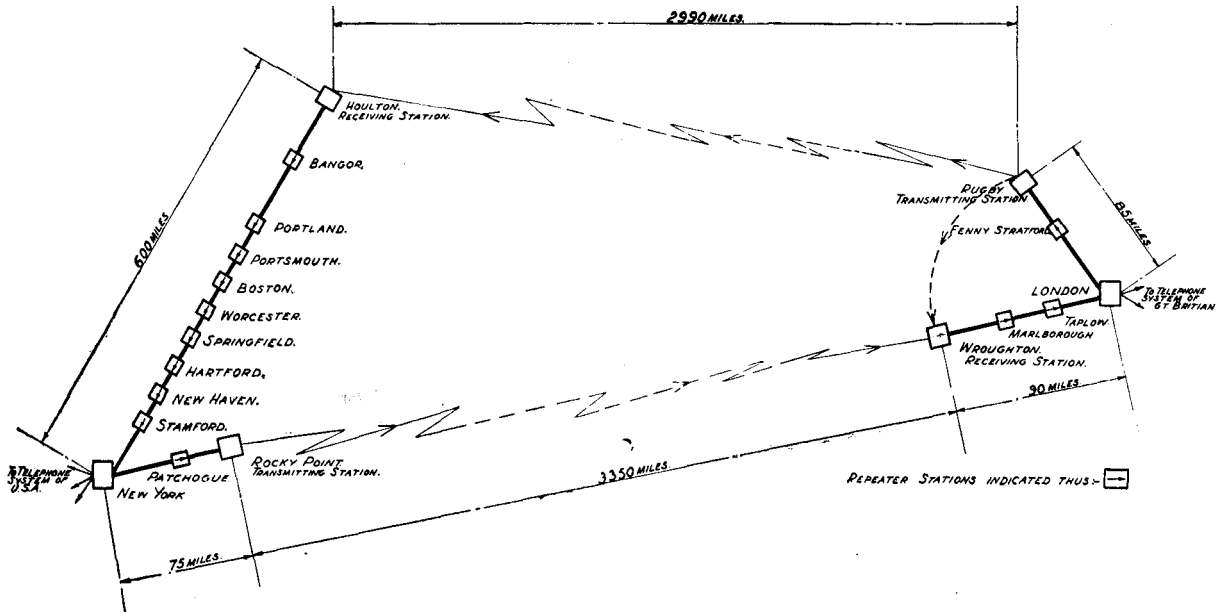 2990 MILES.
HOULTON.
RECEIVING STATION.
BANGOR.
600 MILES
PORTLAND.
PORTSMOUTH.
BOSTON.
WORCESTER.
SPRINGFIELD.
HARTFORD.
NEW HAVEN.
STAMFORD.
RUGBY
TRANSMITTING STATION
85 MILES.
FENNY STRATFORD
LONDON
TO TELEPHONE
SYSTEM OF
GT BRITIAN
TAPLOW.
MARLBOROUGH
WROUGHTON.
RECEIVING STATION.
90 MILES
ROCKY POINT.
TRANSMITTING STATION.
PATCHOGUE
NEW YORK
TO TELEPHONE
SYSTEM OF
U.S.A.
3350 MILES
REPEATER STATIONS INDICATED THUS:-
75 MILES.